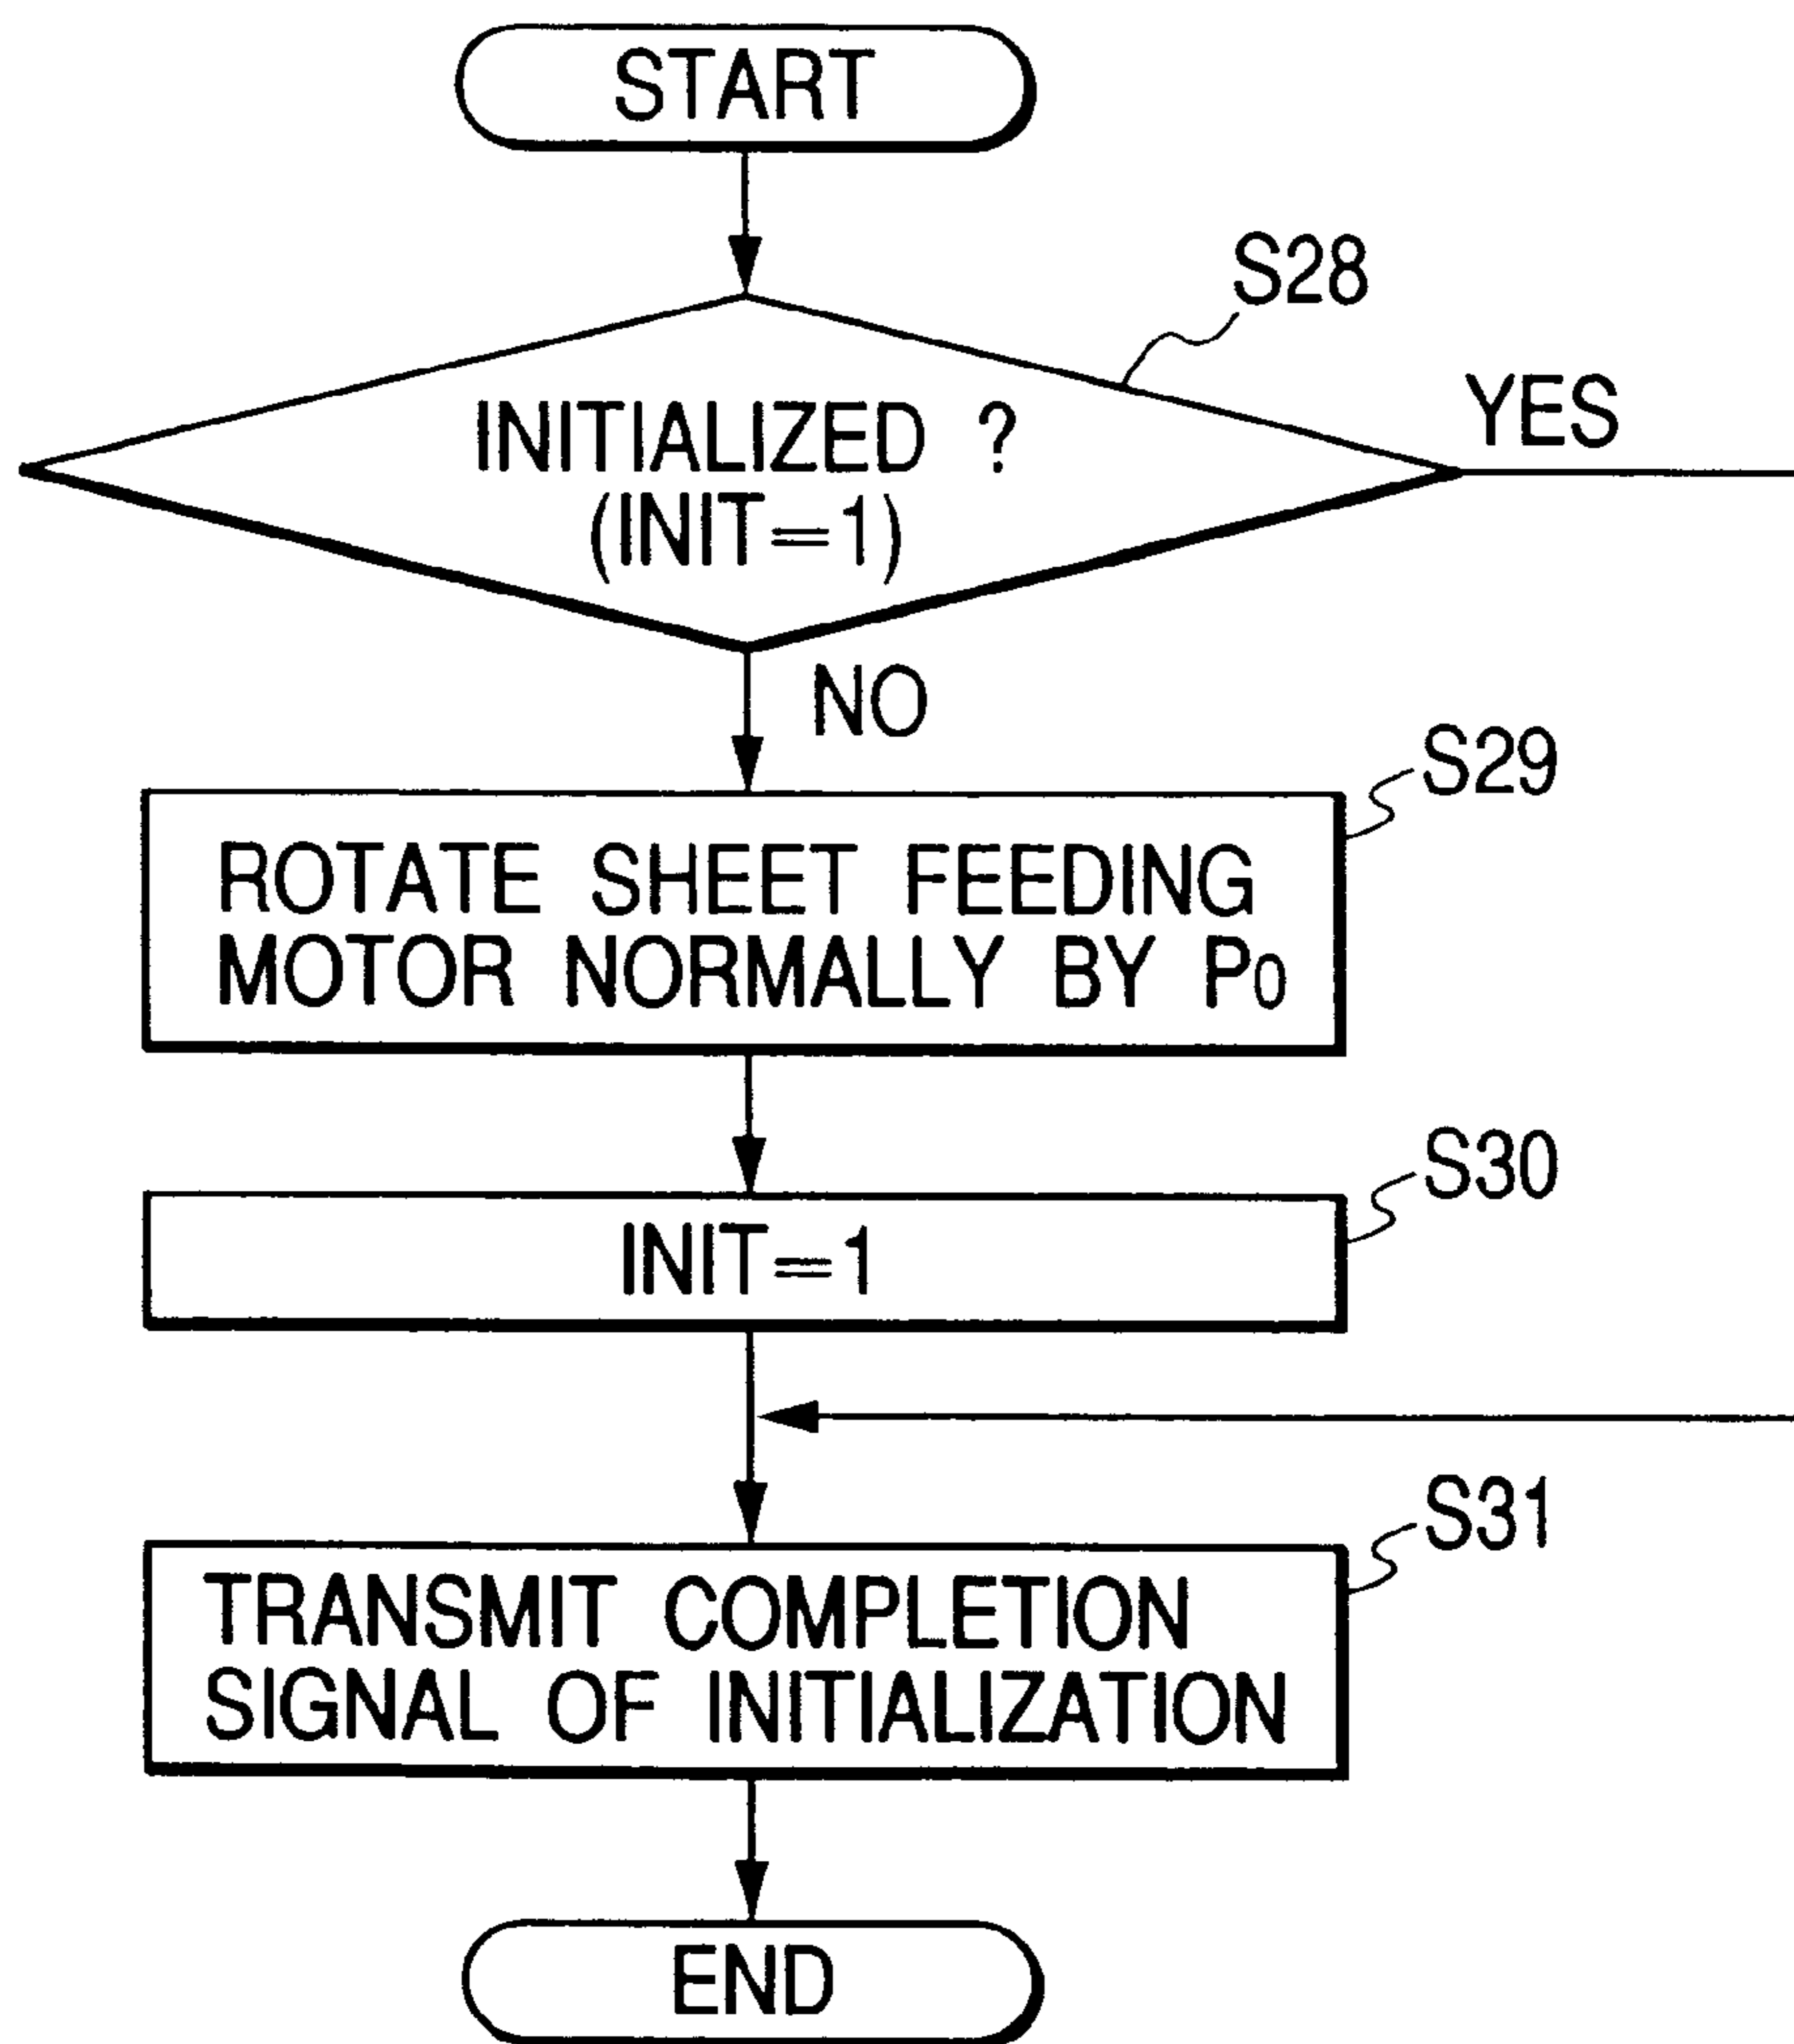 START
S28
INITIALIZED ?
(INIT=1)
YES
NO
S29
ROTATE SHEET FEEDING
MOTOR NORMALLY BY P0
S30
INIT=1
S31
TRANSMIT COMPLETION
SIGNAL OF INITIALIZATION
END